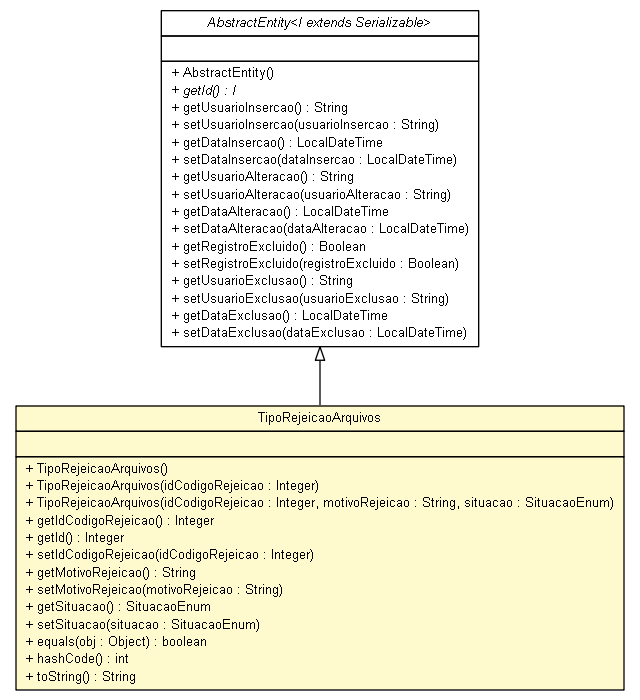 AbstractEntity<I extends Serializable>
+ AbstractEntity()
+ getId() : I
+ getUsuarioInsercao() : String
+ setUsuarioInsercao(usuarioInsercao : String)
+ getDataInsercao() : LocalDateTime
+ setDataInsercao(dataInsercao : LocalDateTime)
+ getUsuarioAlteracao() : String
+ setUsuarioAlteracao(usuarioAlteracao : String)
+ getDataAlteracao() : LocalDateTime
+ setDataAlteracao(dataAlteracao : LocalDateTime)
+ getRegistroExcluido() : Boolean
+ setRegistroExcluido(registroExcluido : Boolean)
+ getUsuarioExclusao() : String
+ setUsuarioExclusao(usuarioExclusao : String)
+ getDataExclusao() : LocalDateTime
+ setDataExclusao(dataExclusao : LocalDateTime)
TipoRejeicaoArquivos
+ TipoRejeicaoArquivos()
+ TipoRejeicaoArquivos(idCodigoRejeicao : Integer)
+ TipoRejeicaoArquivos(idCodigoRejeicao : Integer, motivoRejeicao : String, situacao : SituacaoEnum)
+ getIdCodigoRejeicao() : Integer
+ getId() : Integer
+ setIdCodigoRejeicao(idCodigoRejeicao : Integer)
+ getMotivoRejeicao() : String
+ setMotivoRejeicao(motivoRejeicao : String)
+ getSituacao() : SituacaoEnum
+ setSituacao(situacao : SituacaoEnum)
+ equals(obj : Object) : boolean
+ hashCode() : int
+ toString() : String